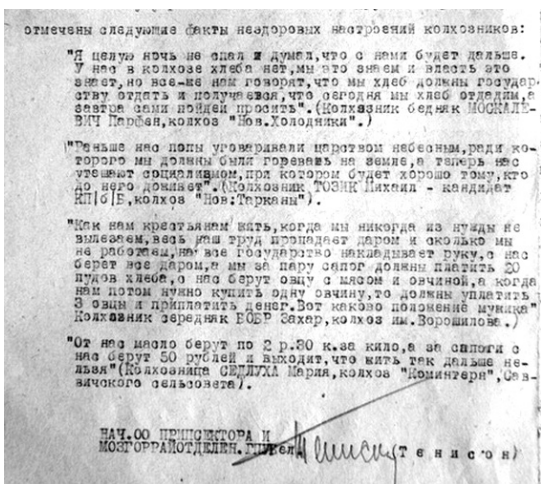 отмечены следующие факты нездоровых настроений колхозников:
"Я целую ночь не спал и думал,что с нами будет дальше.
У нас в колхозе хлеба нет,мы это знаем и власть это
знает,но все-же нам говорят,что мы хлеб должны государ
ству отдать и получается,что сегодня мы хлеб отдадим,а
завтра сами пойдем просить".(Колхозник бедняк МОСКАЛЕ-
ВИЧ Парфен,колхоз "Нов.Холодники".)
"Раньше нас попы уговаривали царством небесным,ради ко-
торого мы должны были горевать на земле,а теперь нас
утешают социализмом,при котором будет хорошо тому,кто
до него доживет".(Колхозник ТОЗИК Михаил - кандидат
КП/б/Б,колхоз "Нов:Тарканы").
"Как нам крестьянам жить,когда мы никогда из нужды не
вылезаем,весь наш труд пропадает даром и сколько мы
не работаем,на все государство накладывает руку,с нас
берет все даром,а мы за пару сапог должны платить 20
пудов хлеба,с нас берут овцу с мясом и овчиной,а когда
нам потом нужно купить одну овчину,то должны уплатить
3 овцы и приплатить денег.Вот каково положение мужика"
Колхозник середняк БОБР Захар,колхоз им.Ворошилова.)
"От нас масло берут по 2 р.30 к.за кило,а за сапоги с
нас берут 50 рублей и выходит,что жить так дальше не-
льзя"(Колхозница СЕДЛУХА Мария,колхоз "Коминтерн",Сав-
вичского сельсовета).
НАЧ.ОО ПРИПСЕКТОРА И
МОЗГОРРАЙОТДЕЛЕН.
(Тенисон)